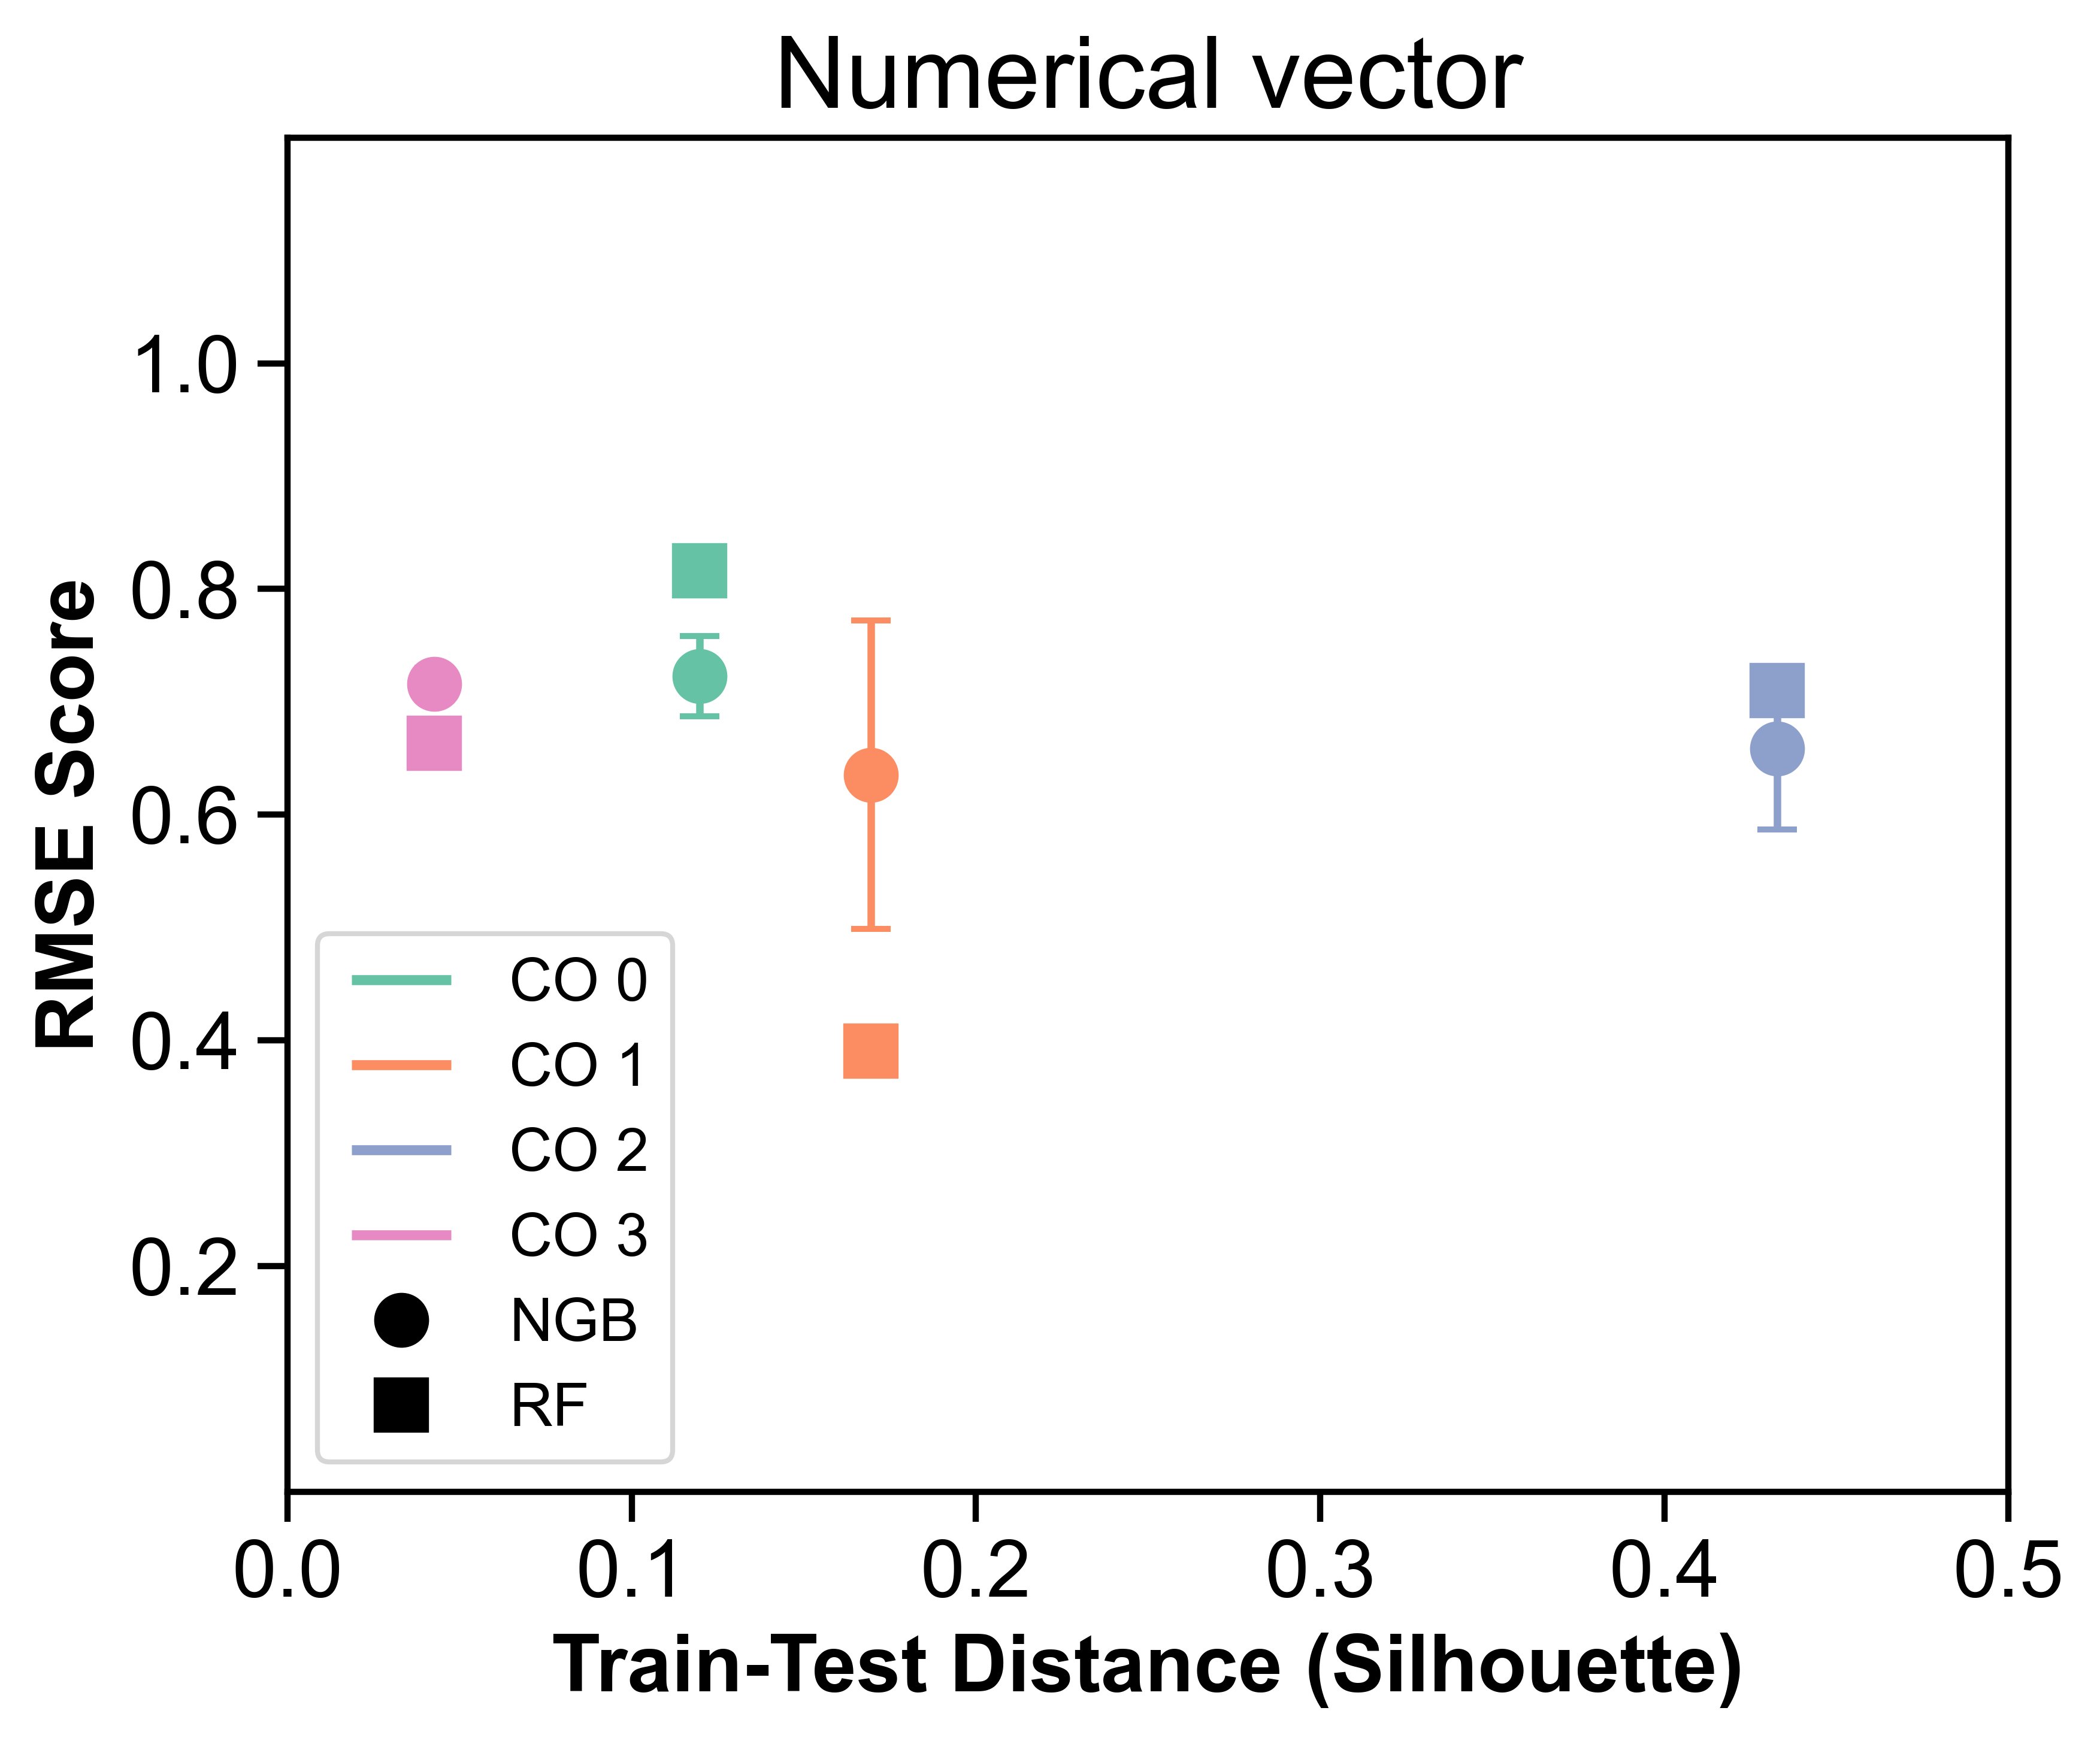 Numerical vector
RMSE Score
1.0
0.8
0.6
0.4
0.2
CO 0
CO 1
CO 2
CO 3
NGB
RF
0.0 0.1 0.2 0.3 0.4 0.5
Train-Test Distance (Silhouette)